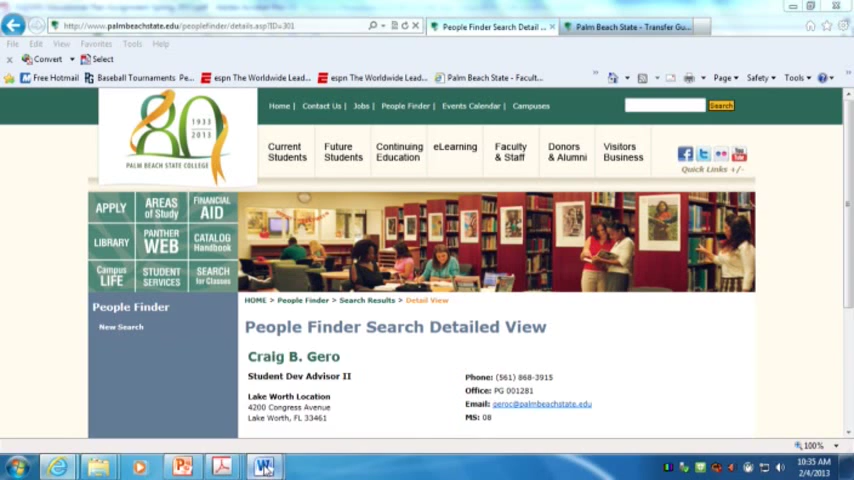 http://www.palmbeachstate.edu/peoplefinder/details.asp?ID=301
People Finder Search Detail ...
Palm Beach State - Transfer Gu...
File Edit View Favorites Tools Help
x Convert Select
Free Hotmail Baseball Tournaments Pe... espn The Worldwide Lead... espn The Worldwide Lead... Palm Beach State - Facult...
Page Safety Tools
80
1933
2013
PALM BEACH STATE COLLEGE
Home | Contact Us | Jobs | People Finder | Events Calendar | Campuses
Search
Current Students
Future Students
Continuing Education
eLearning
Faculty & Staff
Donors & Alumni
Visitors Business
You Tube
Quick Links +/-
APPLY
AREAS of Study
FINANCIAL AID
LIBRARY
PANTHER WEB
CATALOG Handbook
Campus LIFE
STUDENT SERVICES
SEARCH for Classes
People Finder
New Search
HOME > People Finder > Search Results > Detail View
People Finder Search Detailed View
Craig B. Gero
Student Dev Advisor II
Lake Worth Location
4200 Congress Avenue
Lake Worth, FL 33461
Phone: (561) 868-3915
Office: PG 001281
Email: geroc@palmbeachstate.edu
MS: 08
100%
10:35 AM
2/4/2013